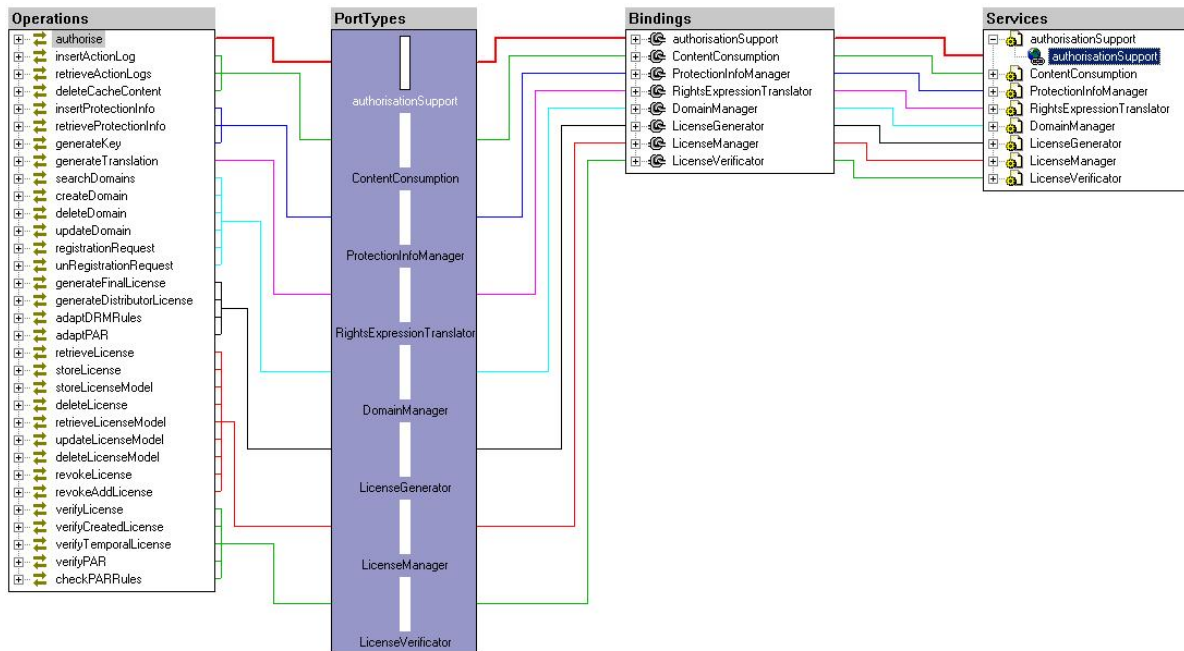 Operations
authorise
insertActionLog
retrieveActionLogs
deleteCacheContent
insertProtectionInfo
retrieveProtectionInfo
generateKey
generateTranslation
searchDomains
createDomain
deleteDomain
updateDomain
registrationRequest
unRegistrationRequest
generateFinalLicense
generateDistributorLicense
adaptDRMRules
adaptPAR
retrieveLicense
storeLicense
storeLicenseModel
deleteLicense
retrieveLicenseModel
updateLicenseModel
deleteLicenseModel
revokeLicense
revokeAddLicense
verifyLicense
verifyCreatedLicense
verifyTemporalLicense
verifyPAR
checkPARRules
PortTypes
authorisationSupport
ContentConsumption
ProtectionInfoManager
RightsExpressionTranslator
DomainManager
LicenseGenerator
LicenseManager
LicenseVerificator
Bindings
authorisationSupport
ContentConsumption
ProtectionInfoManager
RightsExpressionTranslator
DomainManager
LicenseGenerator
LicenseManager
LicenseVerificator
Services
authorisationSupport
authorisationSupport
ContentConsumption
ProtectionInfoManager
RightsExpressionTranslator
DomainManager
LicenseGenerator
LicenseManager
LicenseVerificator